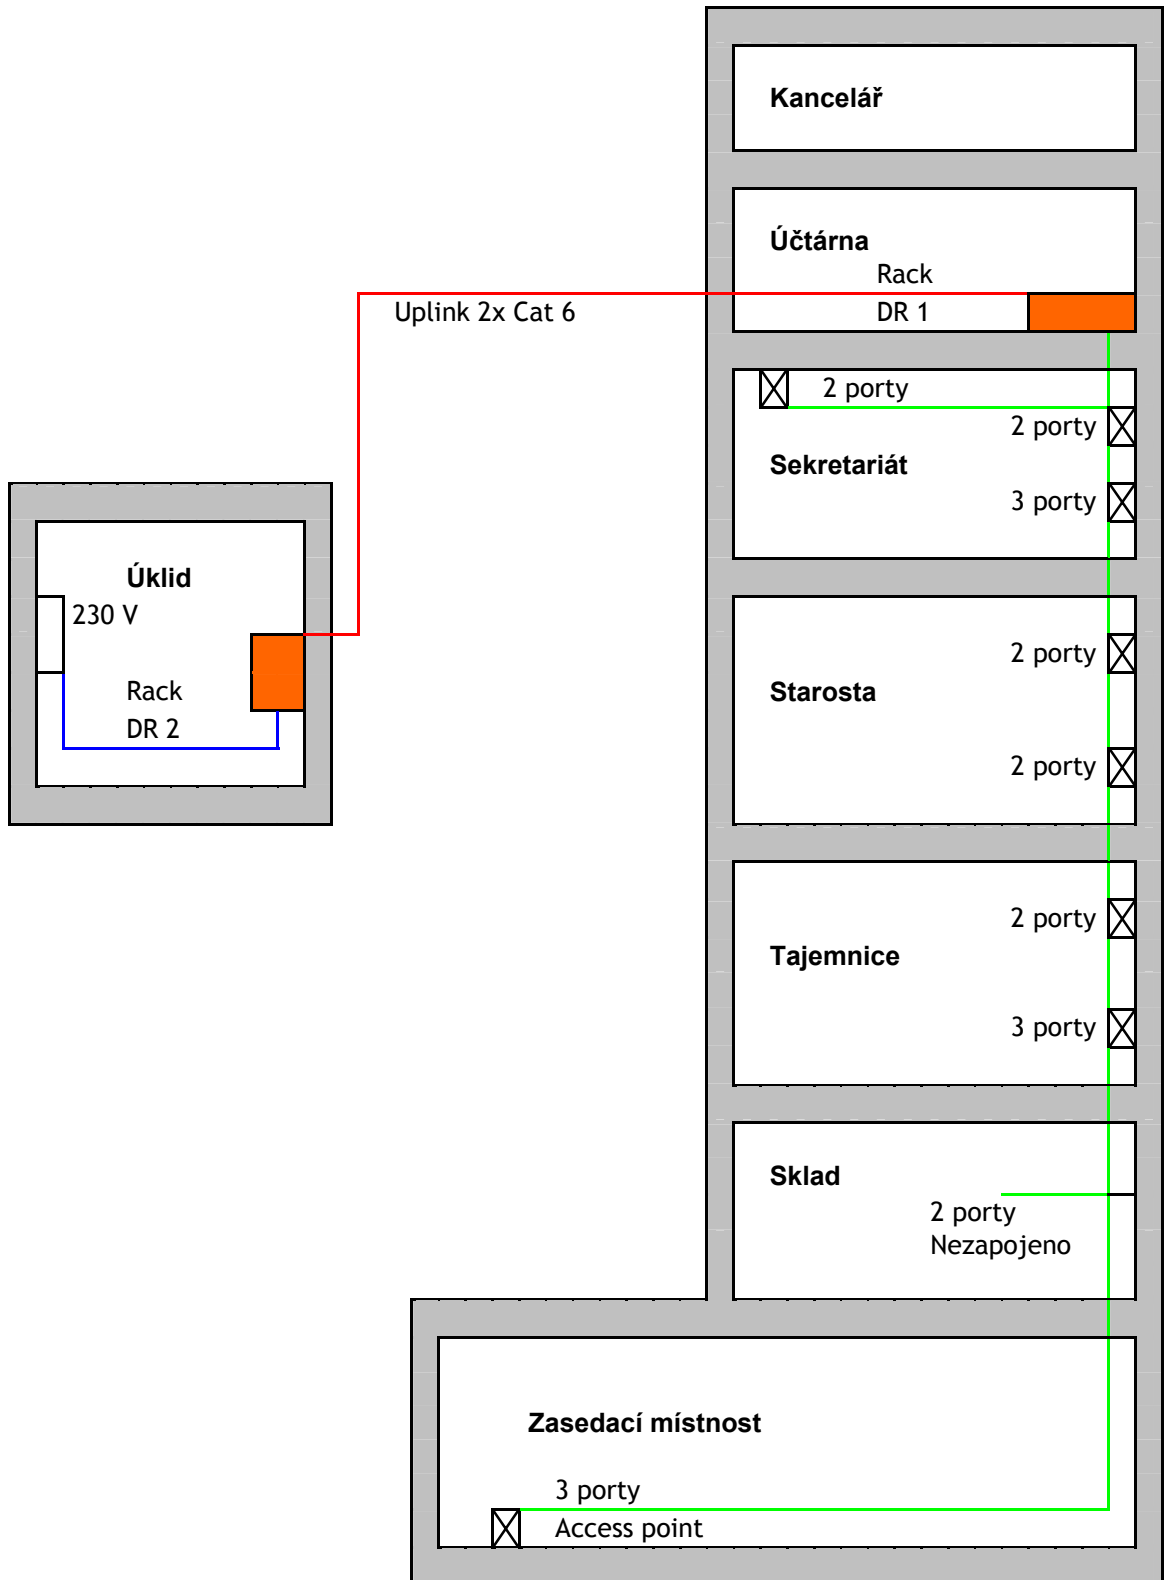 Kancelář
Účtárna
Rack
DR 1
Uplink 2x Cat 6
2 porty
2 porty
Sekretariát
3 porty
Úklid
230 V
Rack
DR 2
2 porty
Starosta
2 porty
2 porty
Tajemnice
3 porty
Sklad
2 porty
Nezapojeno
Zasedací místnost
3 porty
Access point